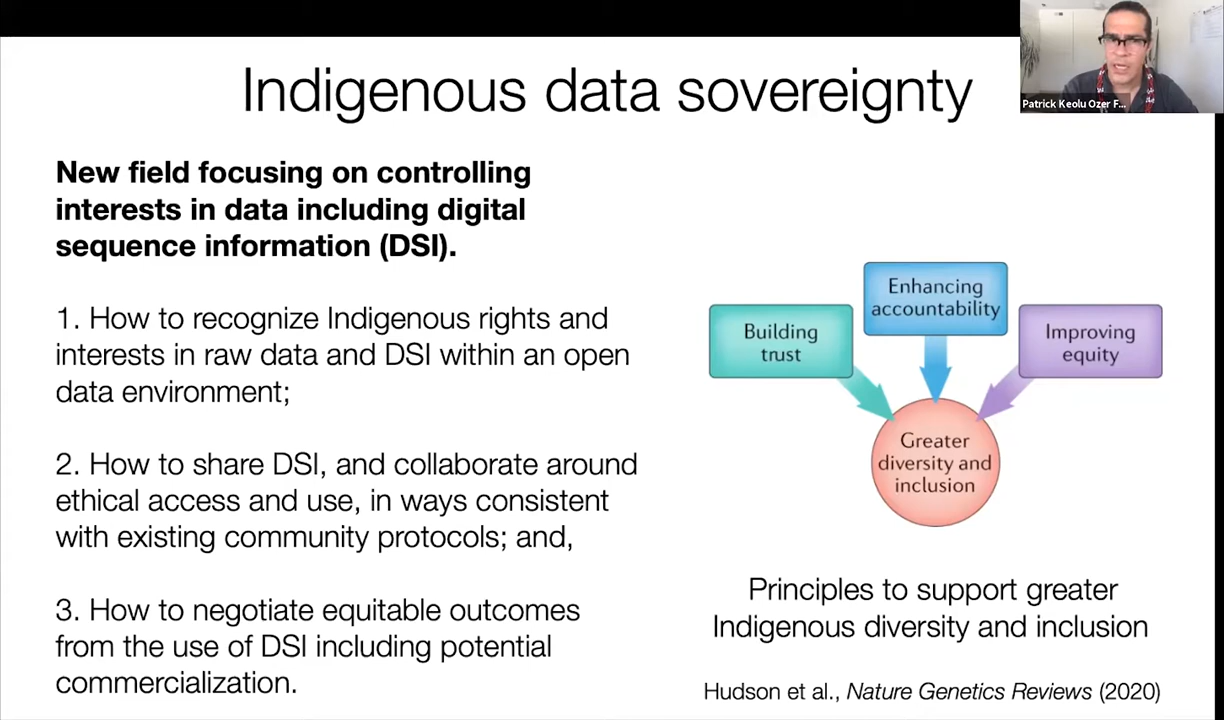 Indigenous data sovereignty
Patrick Keolu Ozer F...
New field focusing on controlling
interests in data including digital
sequence information (DSI).
1. How to recognize Indigenous rights and
interests in raw data and DSI within an open
data environment;
2. How to share DSI, and collaborate around
ethical access and use, in ways consistent
with existing community protocols; and,
3. How to negotiate equitable outcomes
from the use of DSI including potential
commercialization.
Building
trust
Enhancing
accountability
Improving
equity
Greater
diversity and
inclusion
Principles to support greater
Indigenous diversity and inclusion
Hudson et al., Nature Genetics Reviews (2020)